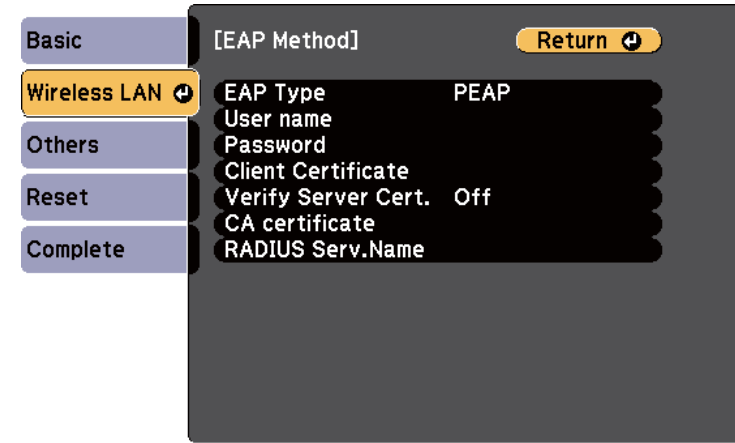 Basic
Wireless LAN
Others
Reset
Complete
[EAP Method]
Return
EAP Type PEAP
User name
Password
Client Certificate
Verify Server Cert. Off
CA certificate
RADIUS Serv.Name